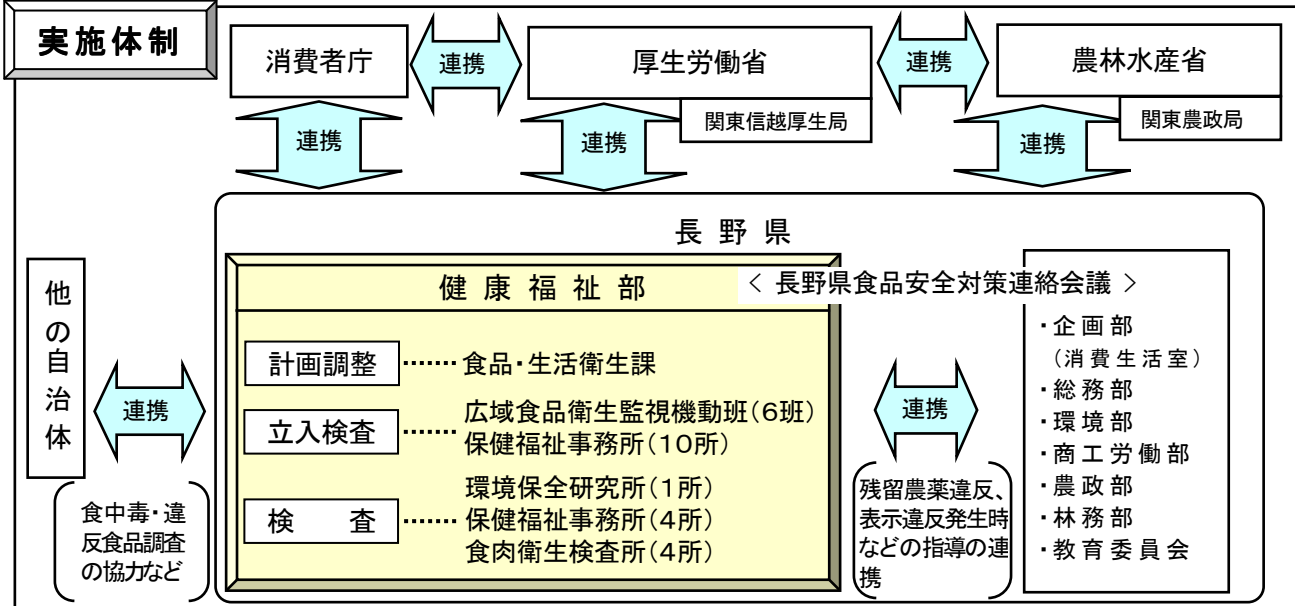 実施体制
消費者庁
連携
厚生労働省
連携
農林水産省
関東信越厚生局
関東農政局
連携
連携
連携
長野県
健康福祉部
＜ 長野県食品安全対策連絡会議 ＞
計画調整 ……… 食品・生活衛生課
立入検査 ……… 広域食品衛生監視機動班（６班）
保健福祉事務所（１０所）
環境保全研究所（１所）
検　査 ……… 保健福祉事務所（４所）
食肉衛生検査所（４所）
他の自治体
連携
食中毒・違
反食品調査
の協力など
連携
残留農薬違反、
表示違反発生時
などの指導の連
携
・企画部
（消費生活室）
・総務部
・環境部
・商工労働部
・農政部
・林務部
・教育委員会